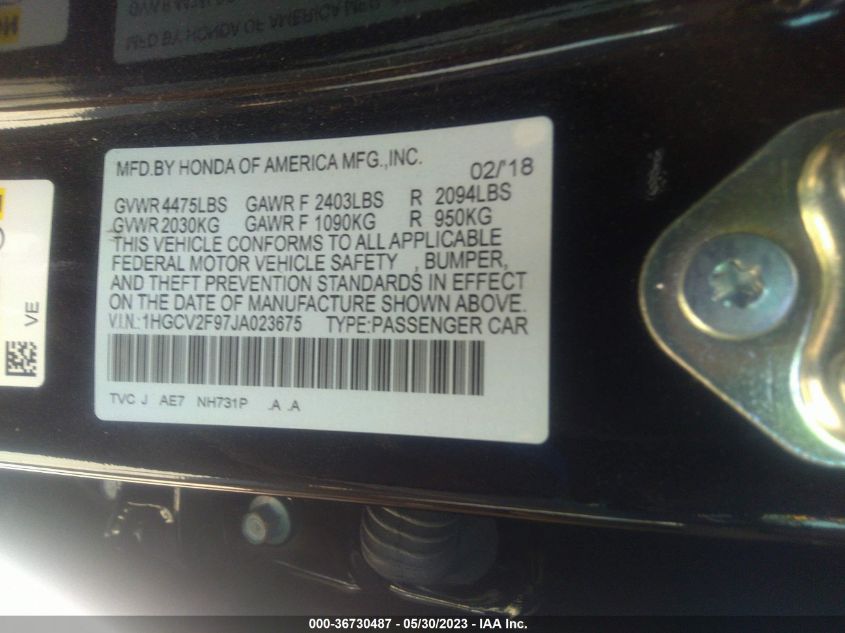 MFD.BY HONDA OF AMERICA MFG.,INC. 02/'18
GVWR 4475LBS GAWR F 2403LBS R 2094LBS
GVWR 2030KG GAWR F 1090KG R 950KG
THIS VEHICLE CONFORMS TO ALL APPLICABLE
FEDERAL MOTOR VEHICLE SAFETY , BUMPER,
AND THEFT PREVENTION STANDARDS IN EFFECT
ON THE DATE OF MANUFACTURE SHOWN ABOVE.
V.I.N.:1HGCV2F97JA023675 TYPE:PASSENGER CAR
TVC J AE7 NH731P .A .A
VE
000-36730487 - 05/30/2023 - IAA Inc.